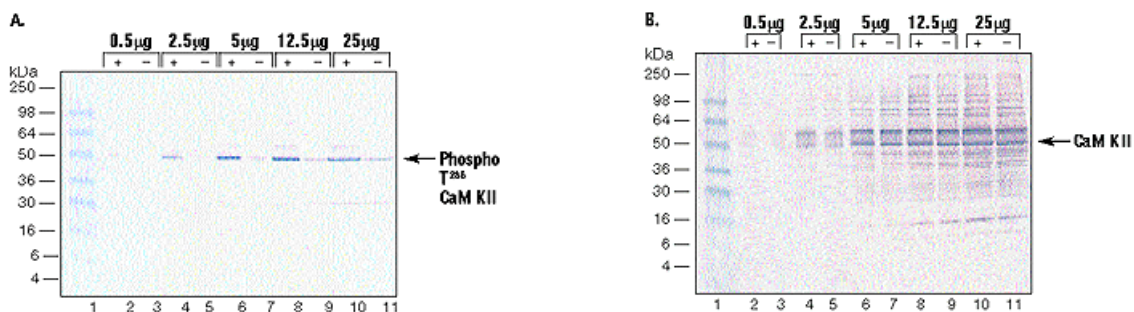 A.
0.5µg 2.5µg 5µg 12.5µg 25µg
+ – + – + – + – + –
kDa
250
98
64
50
36
30
16
6
4
Phospho
CaM KII
1 2 3 4 5 6 7 8 9 10 11
B.
0.5µg 2.5µg 5µg 12.5µg 25µg
+ – + – + – + – + –
kDa
250
98
64
50
36
30
16
6
4
CaM KII
1 2 3 4 5 6 7 8 9 10 11